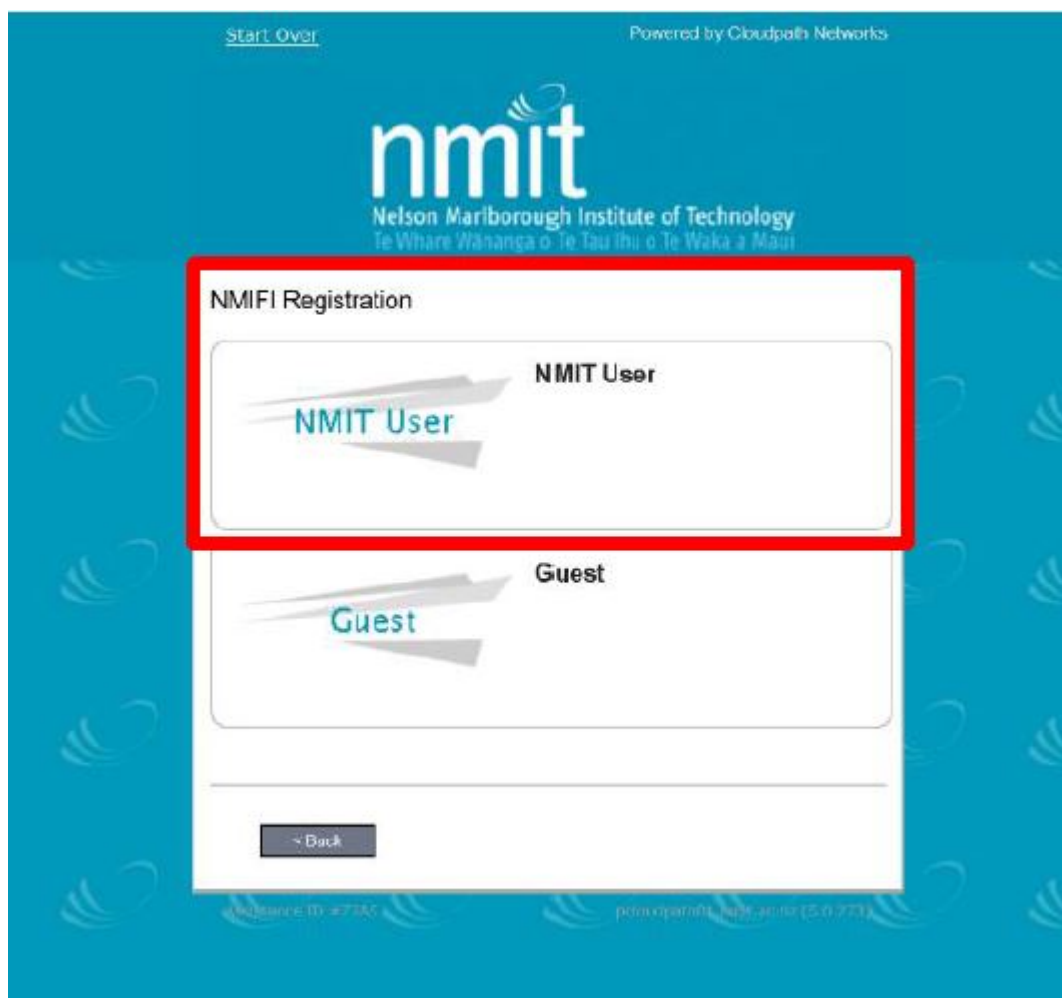 Start Over
Powered by Cloudpath Networks
nmit
Nelson Marlborough Institute of Technology
Te Whare Wānanga o Te Tau Ihu o Te Waka a Māui
NMIFI Registration
NMIT User
NMIT User
Guest
Guest
< Back